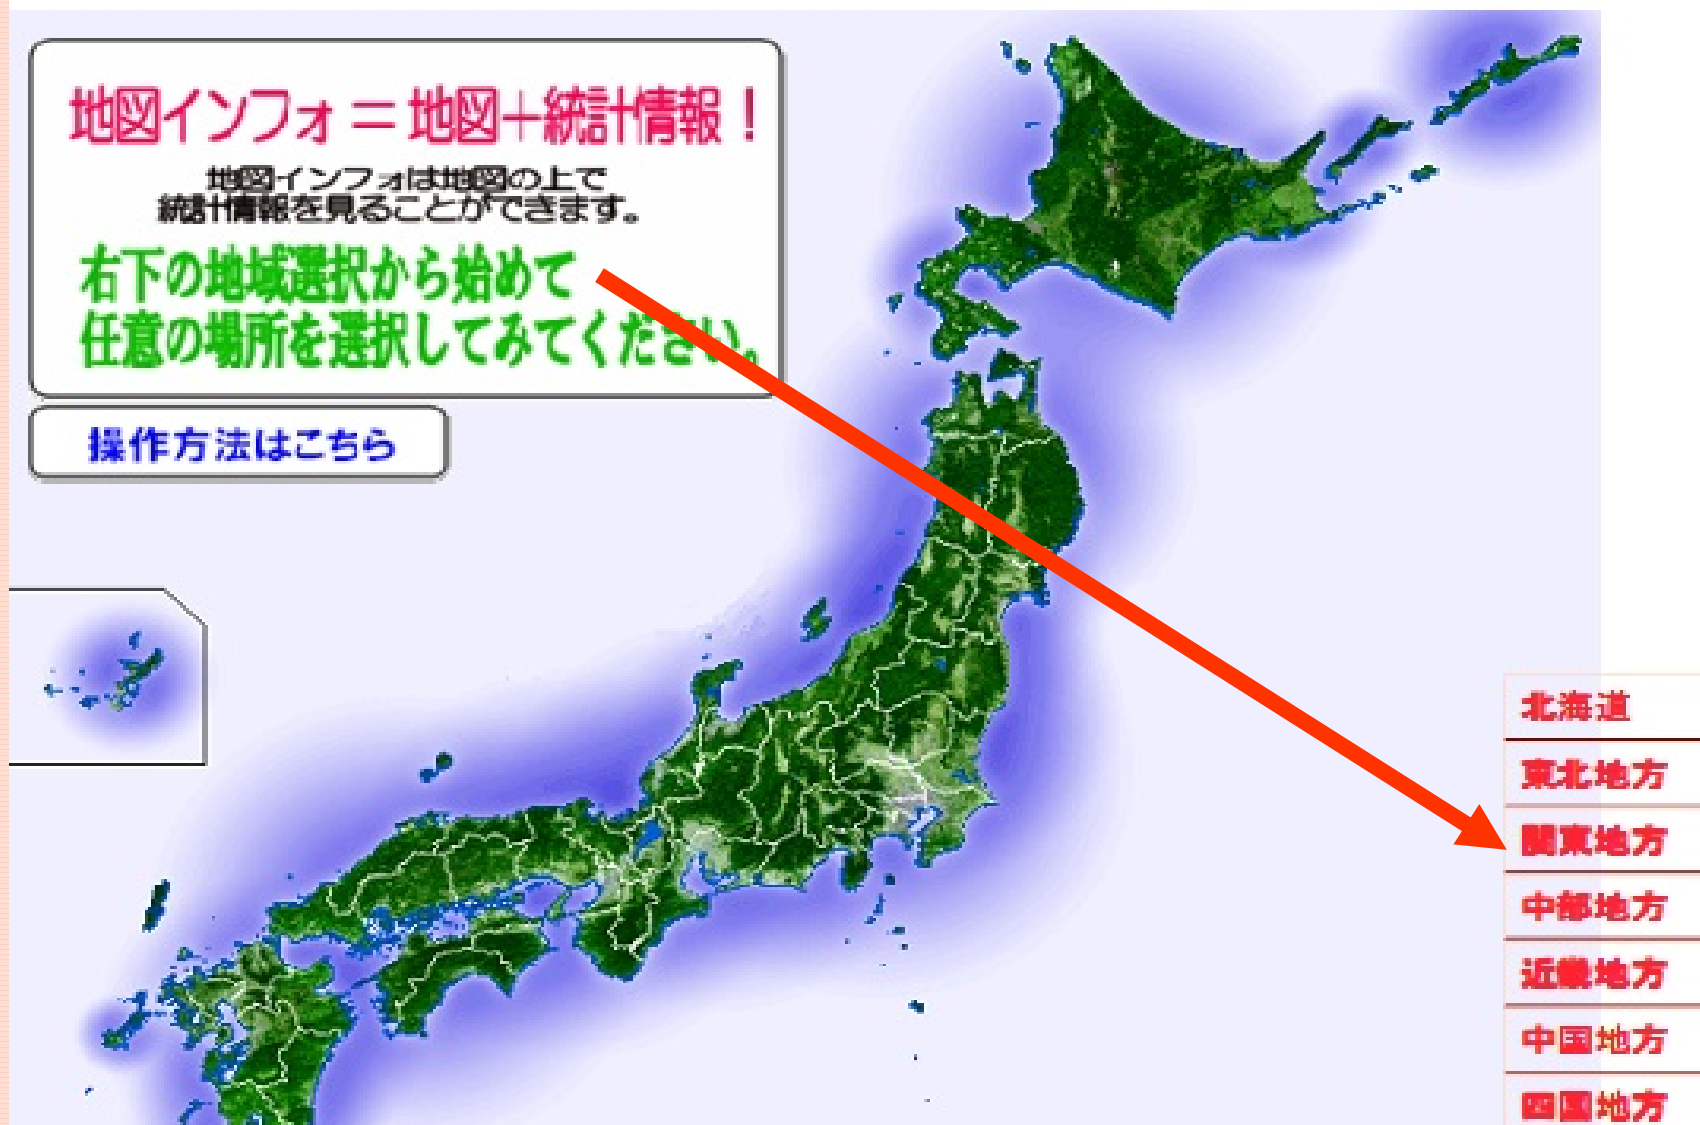 地図インフォ＝地図＋統計情報！
地図インフォは地図の上で
統計情報を見ることができます。
右下の地域選択から始めて
任意の場所を選択してみてください。
操作方法はこちら
北海道
東北地方
関東地方
中部地方
近畿地方
中国地方
四国地方